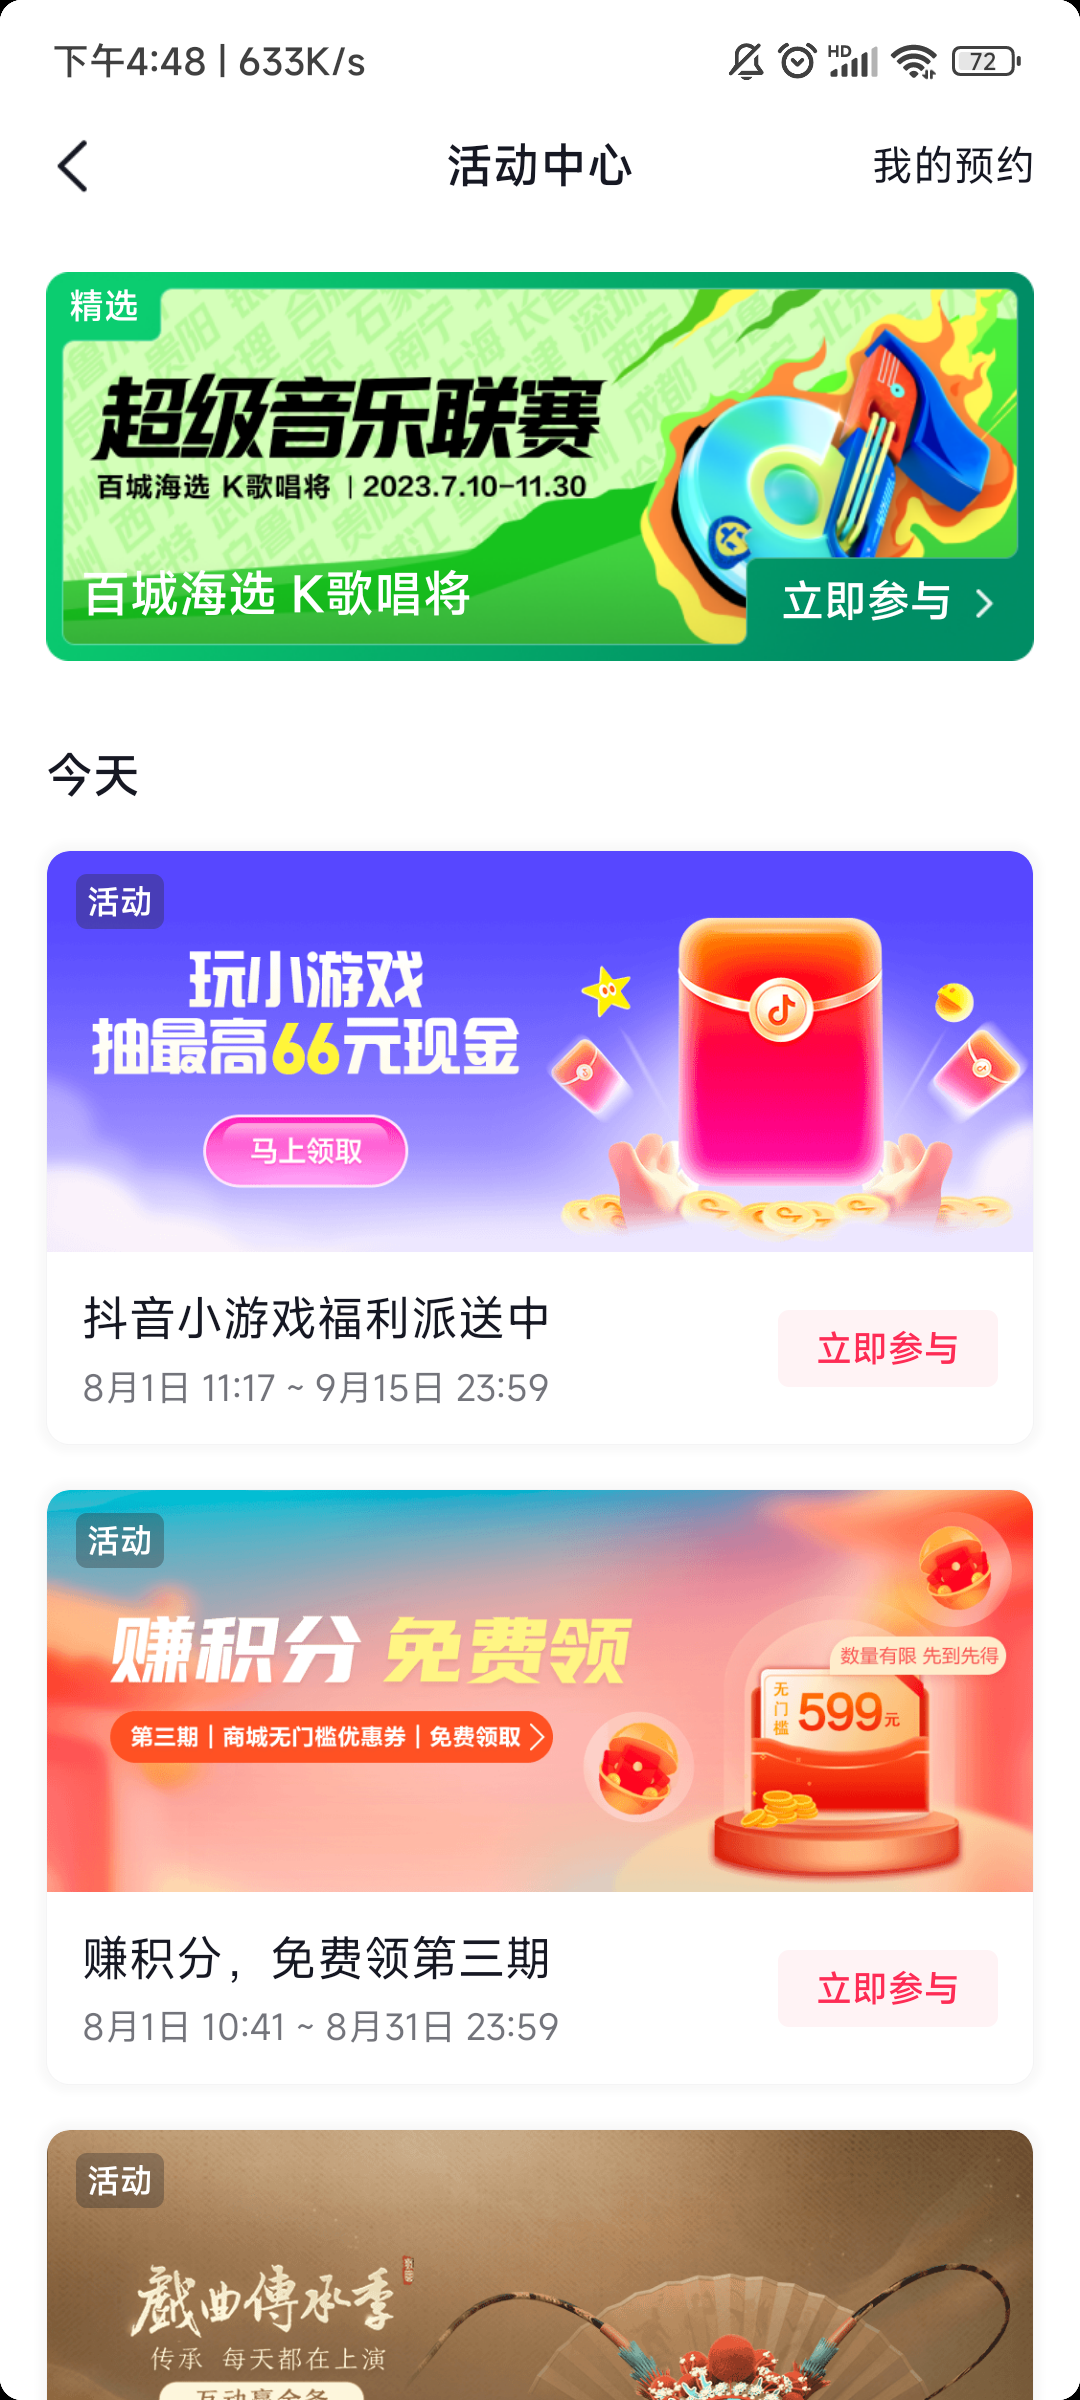 下午4:48 | 633K/s
HD
72
活动中心
我的预约
精选
超级音乐联赛
百城海选 K歌唱将 | 2023.7.10-11.30
百城海选 K歌唱将
立即参与
今天
活动
玩小游戏
抽最高66元现金
马上领取
抖音小游戏福利派送中
8月1日 11:17 ~ 9月15日 23:59
立即参与
活动
赚积分 免费领
第三期 | 商城无门槛优惠券 | 免费领取
数量有限 先到先得
无门槛
599元
赚积分，免费领第三期
8月1日 10:41 ~ 8月31日 23:59
立即参与
活动
戲曲傳承季
传承 每天都在上演